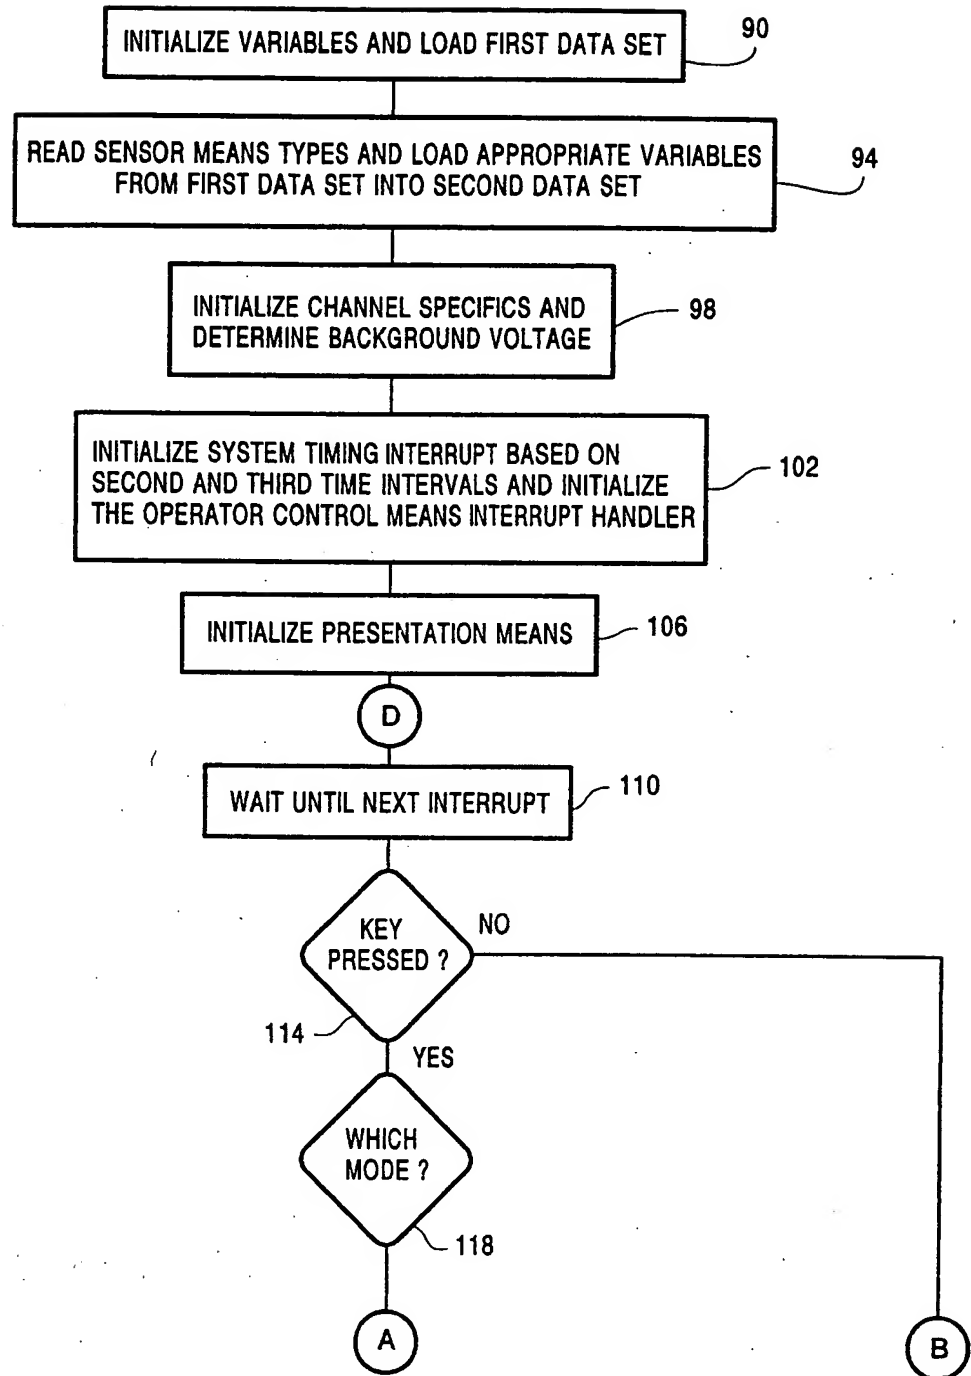 INITIALIZE VARIABLES AND LOAD FIRST DATA SET
90
READ SENSOR MEANS TYPES AND LOAD APPROPRIATE VARIABLES
FROM FIRST DATA SET INTO SECOND DATA SET
94
INITIALIZE CHANNEL SPECIFICS AND
DETERMINE BACKGROUND VOLTAGE
98
INITIALIZE SYSTEM TIMING INTERRUPT BASED ON
SECOND AND THIRD TIME INTERVALS AND INITIALIZE
THE OPERATOR CONTROL MEANS INTERRUPT HANDLER
102
INITIALIZE PRESENTATION MEANS
106
D
WAIT UNTIL NEXT INTERRUPT
110
KEY
PRESSED ?
NO
114
YES
WHICH
MODE ?
118
A
B